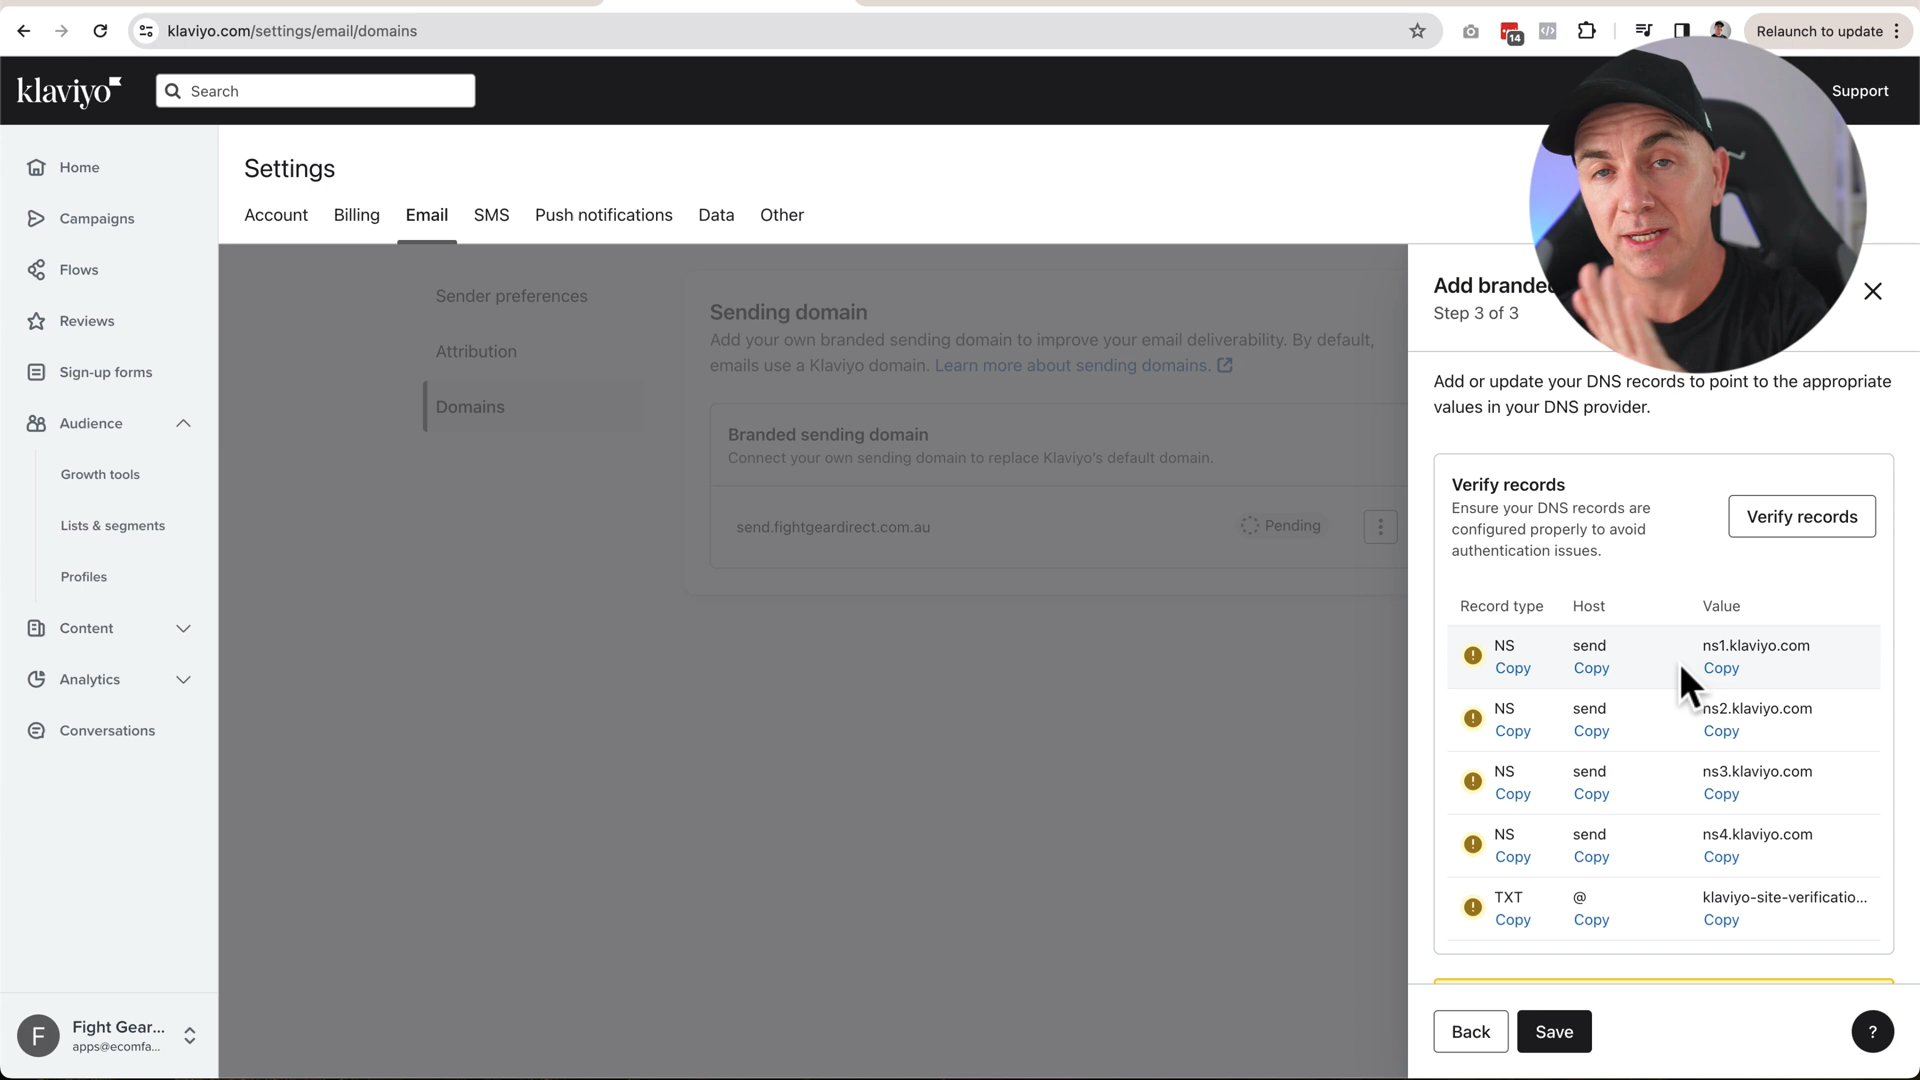 klaviyo.com/settings/email/domains
14
Relaunch to update
klaviyo
Search
Support
Home
Campaigns
Flows
Reviews
Sign-up forms
Audience
Growth tools
Lists & segments
Profiles
Content
Analytics
Conversations
F
Fight Gear...
apps@ecomfa...
Settings
Account
Billing
Email
SMS
Push notifications
Data
Other
Sender preferences
Attribution
Domains
Sending domain
Add your own branded sending domain to improve your email deliverability. By default,
emails use a Klaviyo domain. Learn more about sending domains.
Branded sending domain
Connect your own sending domain to replace Klaviyo's default domain.
send.fightgeardirect.com.au
Pending
Add branded
Step 3 of 3
Add or update your DNS records to point to the appropriate
values in your DNS provider.
Verify records
Ensure your DNS records are
configured properly to avoid
authentication issues.
Verify records
Record type Host Value
NS send ns1.klaviyo.com
Copy Copy Copy
NS send ns2.klaviyo.com
Copy Copy Copy
NS send ns3.klaviyo.com
Copy Copy Copy
NS send ns4.klaviyo.com
Copy Copy Copy
TXT @ klaviyo-site-verificatio...
Copy Copy Copy
Back
Save
?